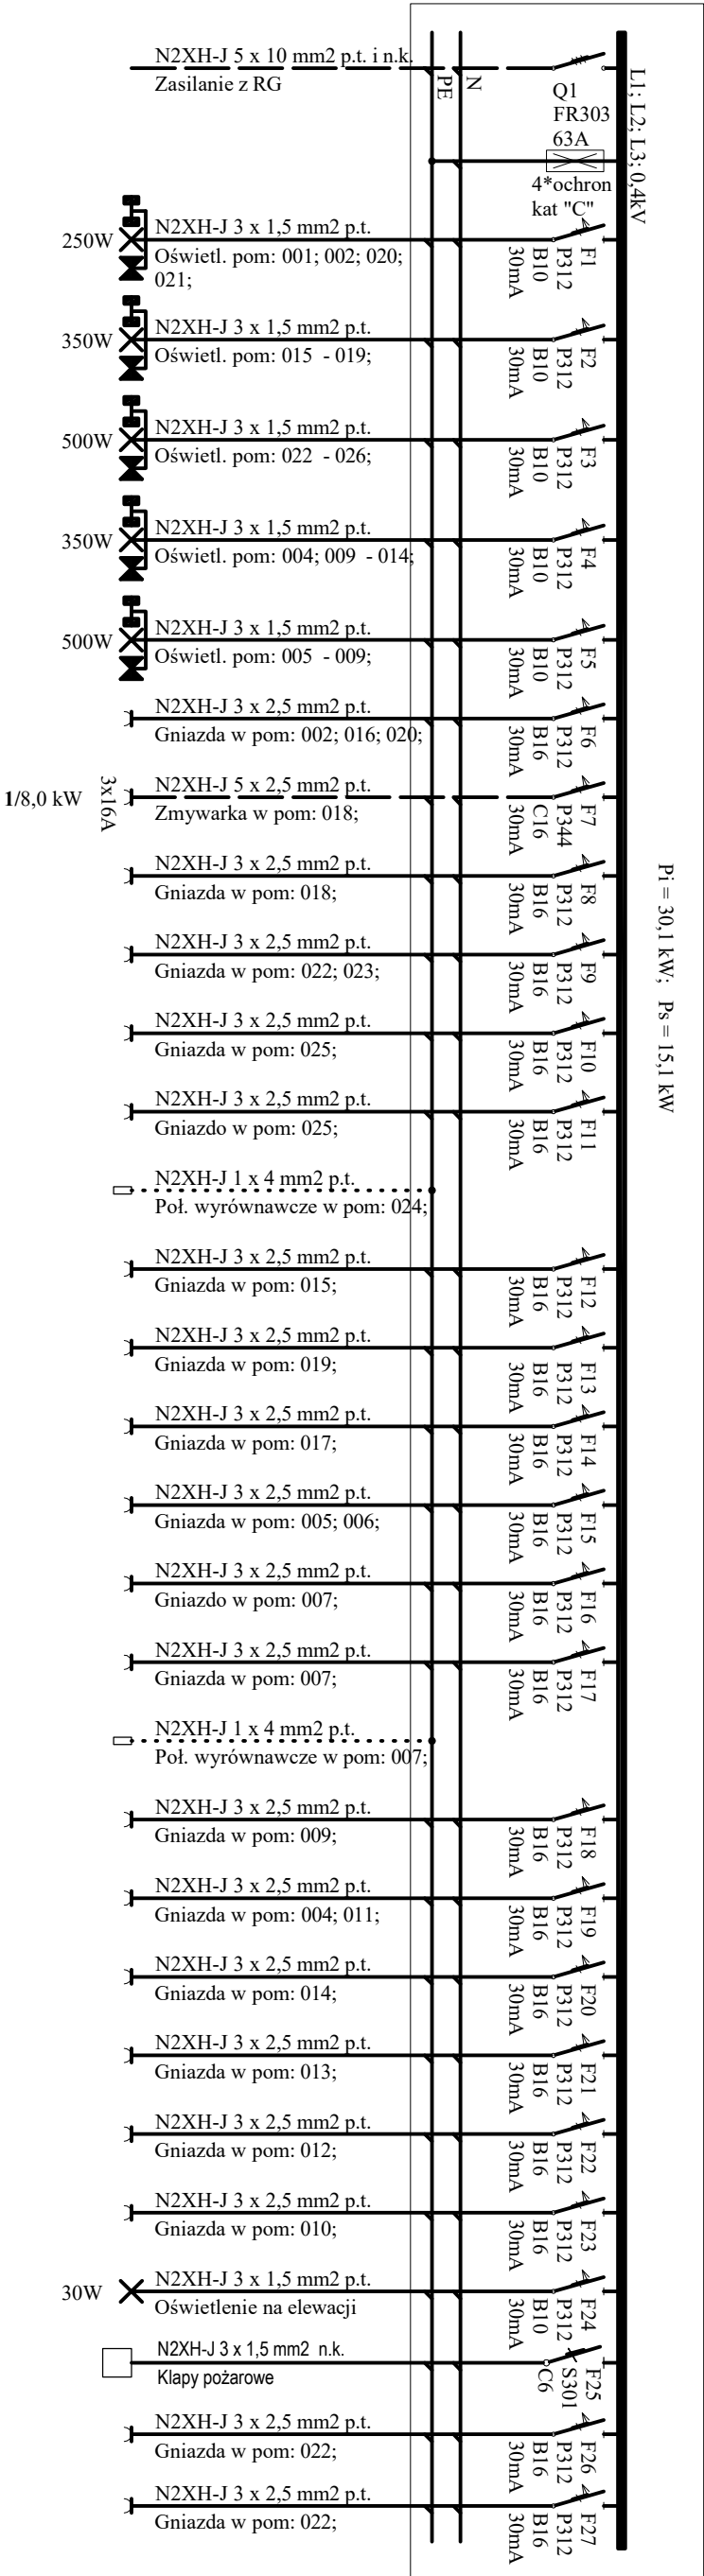 N2XH-J 5 x 10 mm2 p.t. i n.k.
Zasilanie z RG
PE
N
Q1
FR303
63A
4*ochron
kat "C"
L1; L2; L3; 0,4kV
250W
N2XH-J 3 x 1,5 mm2 p.t.
Oświetl. pom: 001; 002; 020;
021;
F1
P312
B10
30mA
350W
N2XH-J 3 x 1,5 mm2 p.t.
Oświetl. pom: 015 - 019;
F2
P312
B10
30mA
500W
N2XH-J 3 x 1,5 mm2 p.t.
Oświetl. pom: 022 - 026;
F3
P312
B10
30mA
350W
N2XH-J 3 x 1,5 mm2 p.t.
Oświetl. pom: 004; 009 - 014;
F4
P312
B10
30mA
500W
N2XH-J 3 x 1,5 mm2 p.t.
Oświetl. pom: 005 - 009;
F5
P312
B10
30mA
N2XH-J 3 x 2,5 mm2 p.t.
Gniazda w pom: 002; 016; 020;
F6
P312
B16
30mA
1/8,0 kW
3x16A
N2XH-J 5 x 2,5 mm2 p.t.
Zmywarka w pom: 018;
F7
P344
C16
30mA
N2XH-J 3 x 2,5 mm2 p.t.
Gniazda w pom: 018;
F8
P312
B16
30mA
Pi = 30,1 kW; Ps = 15,1 kW
N2XH-J 3 x 2,5 mm2 p.t.
Gniazda w pom: 022; 023;
F9
P312
B16
30mA
N2XH-J 3 x 2,5 mm2 p.t.
Gniazda w pom: 025;
F10
P312
B16
30mA
N2XH-J 3 x 2,5 mm2 p.t.
Gniazdo w pom: 025;
F11
P312
B16
30mA
N2XH-J 1 x 4 mm2 p.t.
Poł. wyrównawcze w pom: 024;
N2XH-J 3 x 2,5 mm2 p.t.
Gniazda w pom: 015;
F12
P312
B16
30mA
N2XH-J 3 x 2,5 mm2 p.t.
Gniazda w pom: 019;
F13
P312
B16
30mA
N2XH-J 3 x 2,5 mm2 p.t.
Gniazda w pom: 017;
F14
P312
B16
30mA
N2XH-J 3 x 2,5 mm2 p.t.
Gniazda w pom: 005; 006;
F15
P312
B16
30mA
N2XH-J 3 x 2,5 mm2 p.t.
Gniazdo w pom: 007;
F16
P312
B16
30mA
N2XH-J 3 x 2,5 mm2 p.t.
Gniazda w pom: 007;
F17
P312
B16
30mA
N2XH-J 1 x 4 mm2 p.t.
Poł. wyrównawcze w pom: 007;
N2XH-J 3 x 2,5 mm2 p.t.
Gniazda w pom: 009;
F18
P312
B16
30mA
N2XH-J 3 x 2,5 mm2 p.t.
Gniazda w pom: 004; 011;
F19
P312
B16
30mA
N2XH-J 3 x 2,5 mm2 p.t.
Gniazda w pom: 014;
F20
P312
B16
30mA
N2XH-J 3 x 2,5 mm2 p.t.
Gniazda w pom: 013;
F21
P312
B16
30mA
N2XH-J 3 x 2,5 mm2 p.t.
Gniazda w pom: 012;
F22
P312
B16
30mA
N2XH-J 3 x 2,5 mm2 p.t.
Gniazda w pom: 010;
F23
P312
B16
30mA
30W
N2XH-J 3 x 1,5 mm2 p.t.
Oświetlenie na elewacji
F24
P312
B10
30mA
N2XH-J 3 x 1,5 mm2 n.k.
Klapy pożarowe
F25
S301
C6
N2XH-J 3 x 2,5 mm2 p.t.
Gniazda w pom: 022;
F26
P312
B16
30mA
N2XH-J 3 x 2,5 mm2 p.t.
Gniazda w pom: 022;
F27
P312
B16
30mA